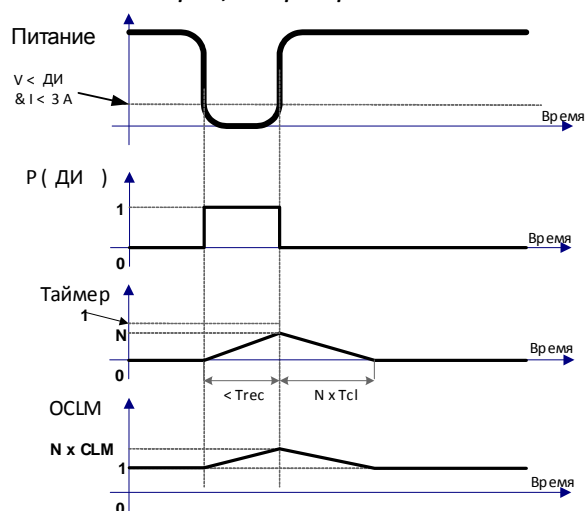 Питание
V < ДИ
& I < 3 A
Время
P ( ДИ )
1
Время
0
Таймер
1
N
Время
0
< Trec
N x Tcl
OCLM
N x CLM
1
Время
0